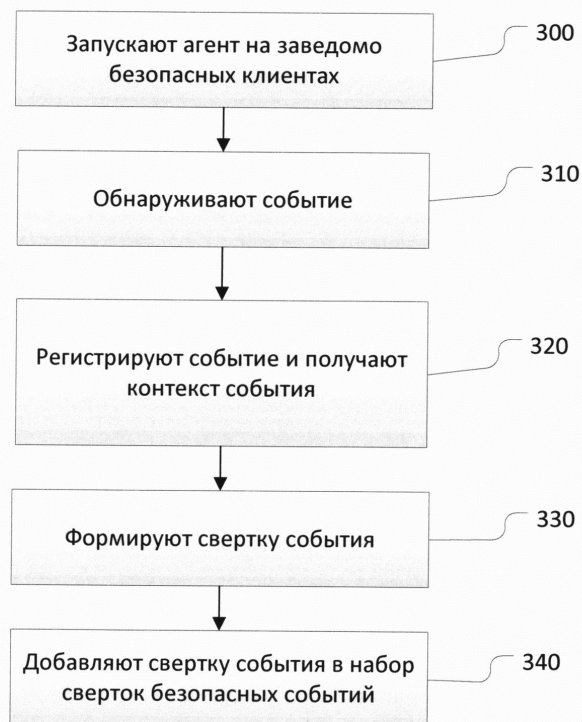 Запускают агент на заведомо
безопасных клиентах
300
Обнаруживают событие
310
Регистрируют событие и получают
контекст события
320
Формируют свертку события
330
Добавляют свертку события в набор
сверток безопасных событий
340